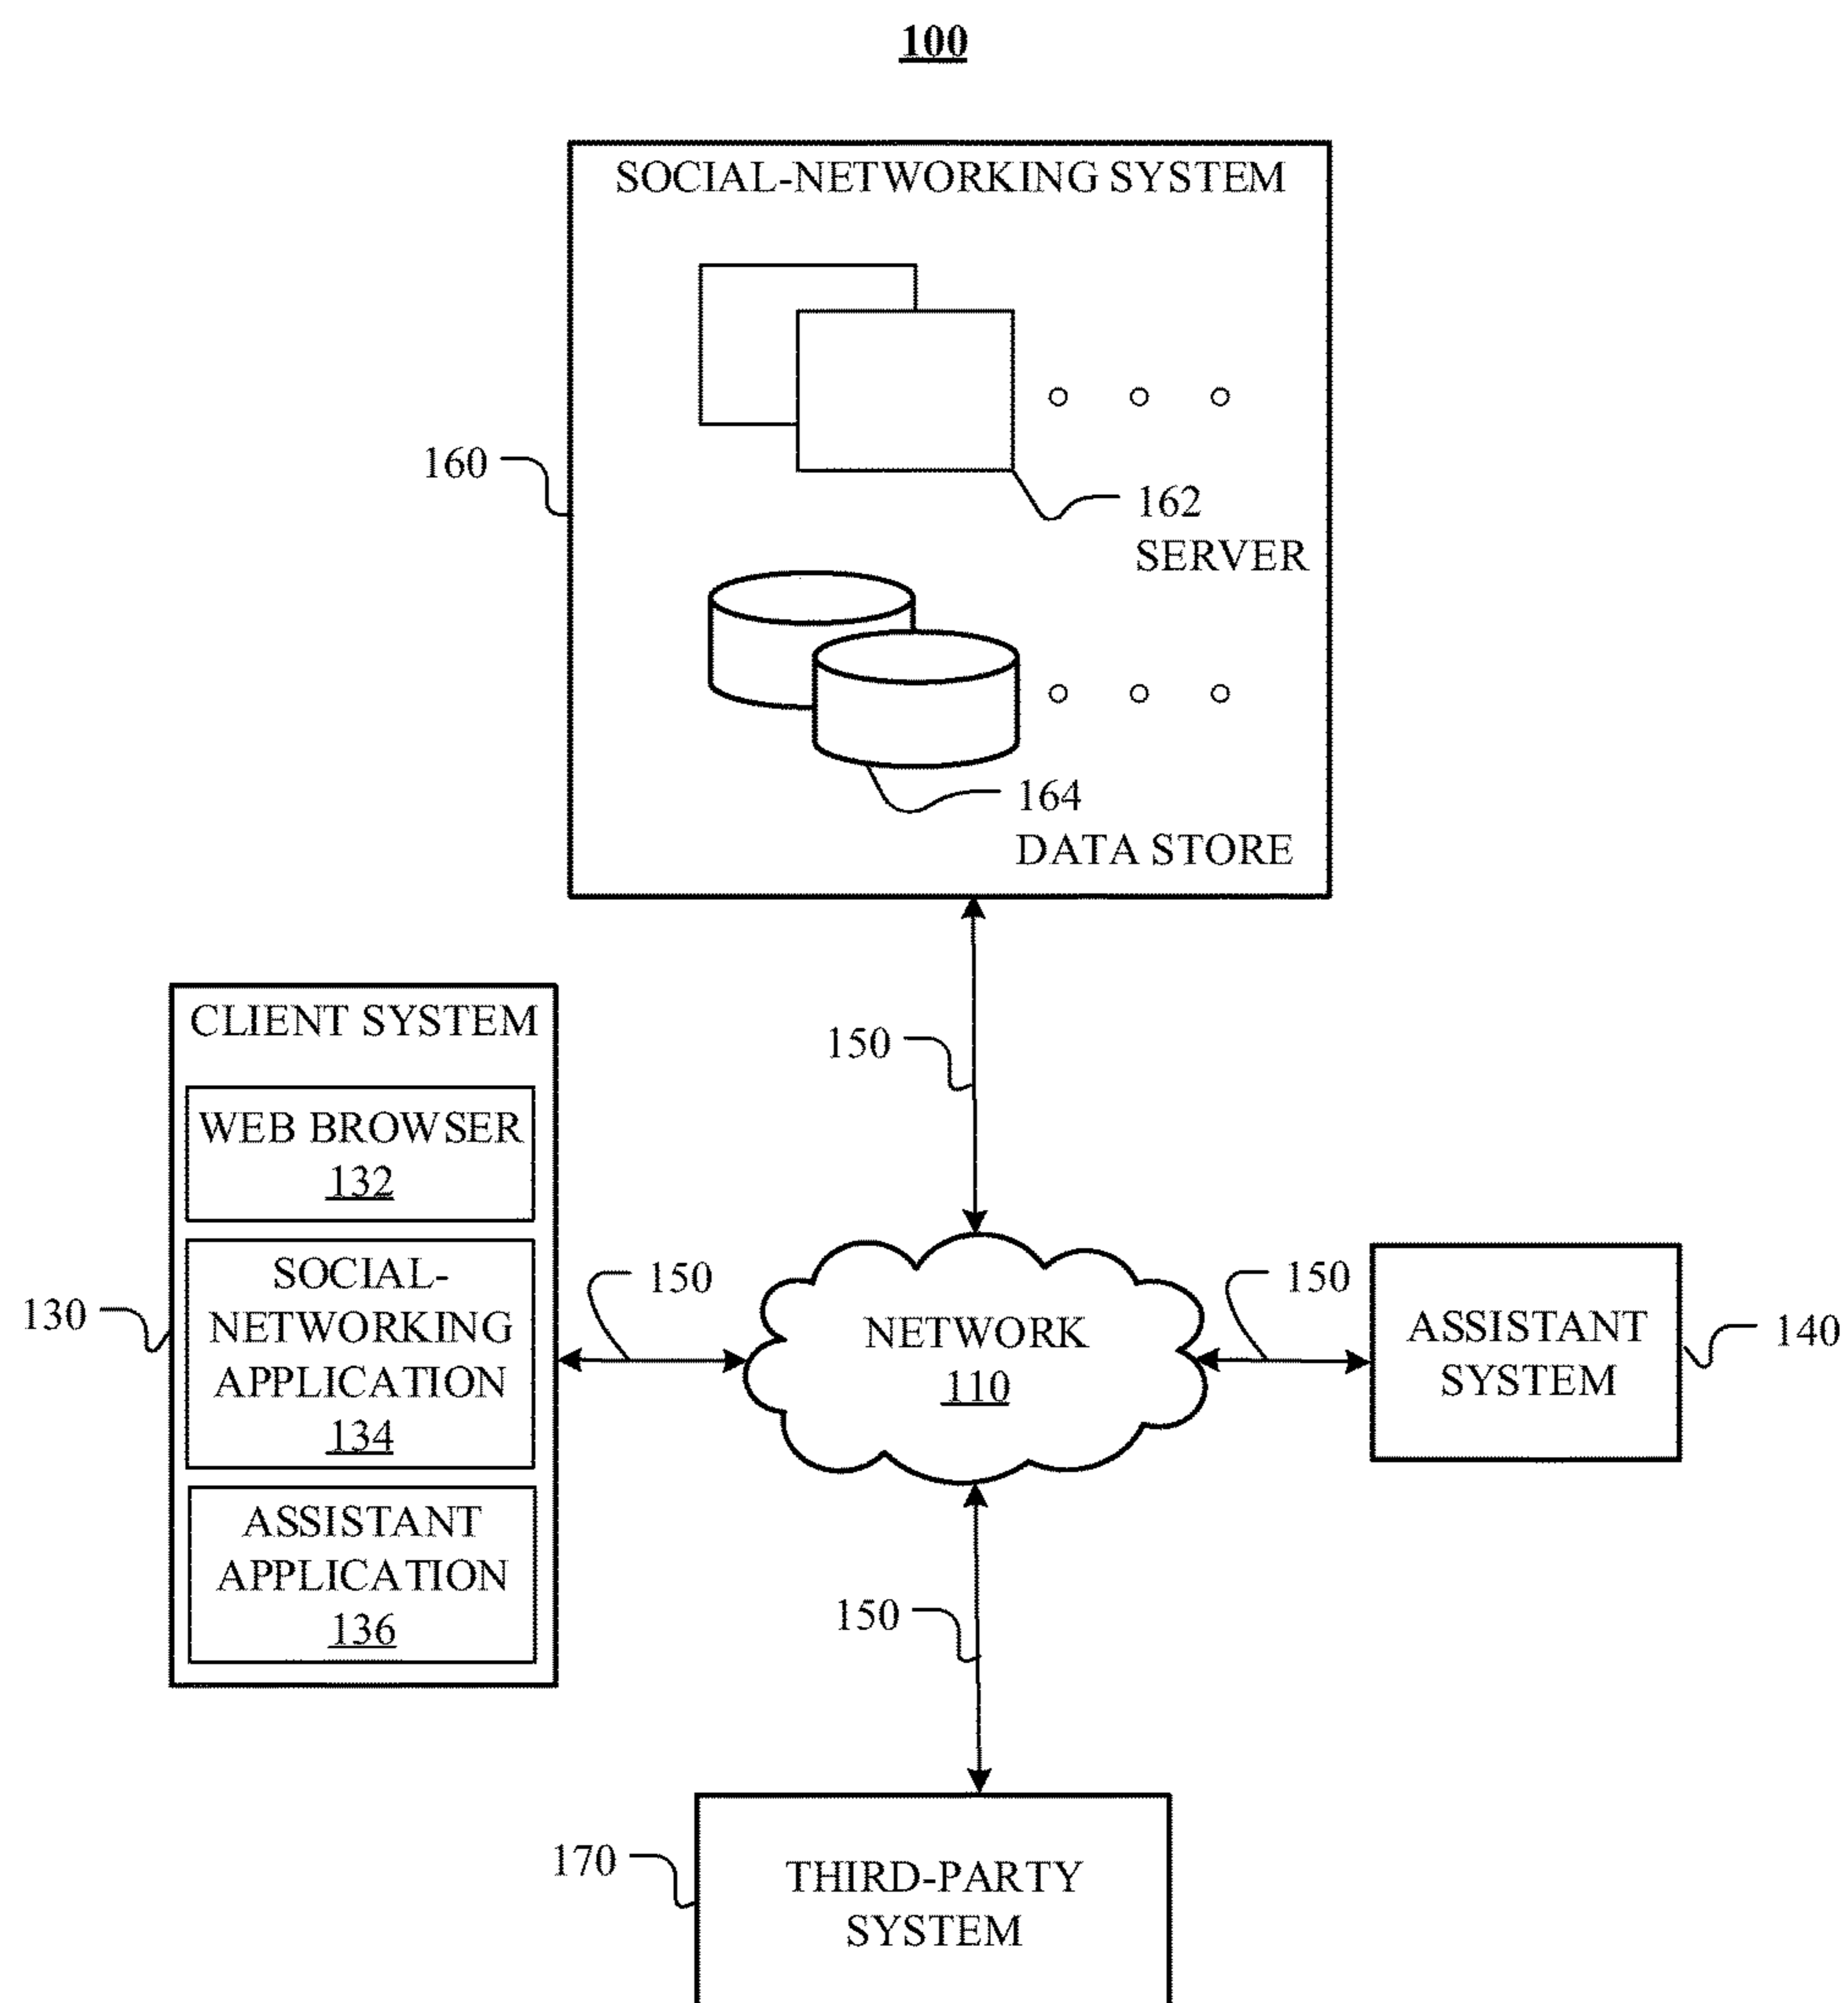 100
SOCIAL-NETWORKING SYSTEM
160
162
SERVER
164
DATA STORE
CLIENT SYSTEM
WEB BROWSER
132
SOCIAL-
NETWORKING
APPLICATION
134
ASSISTANT
APPLICATION
136
130
150
150
NETWORK
110
150
ASSISTANT
SYSTEM
140
150
170
THIRD-PARTY
SYSTEM